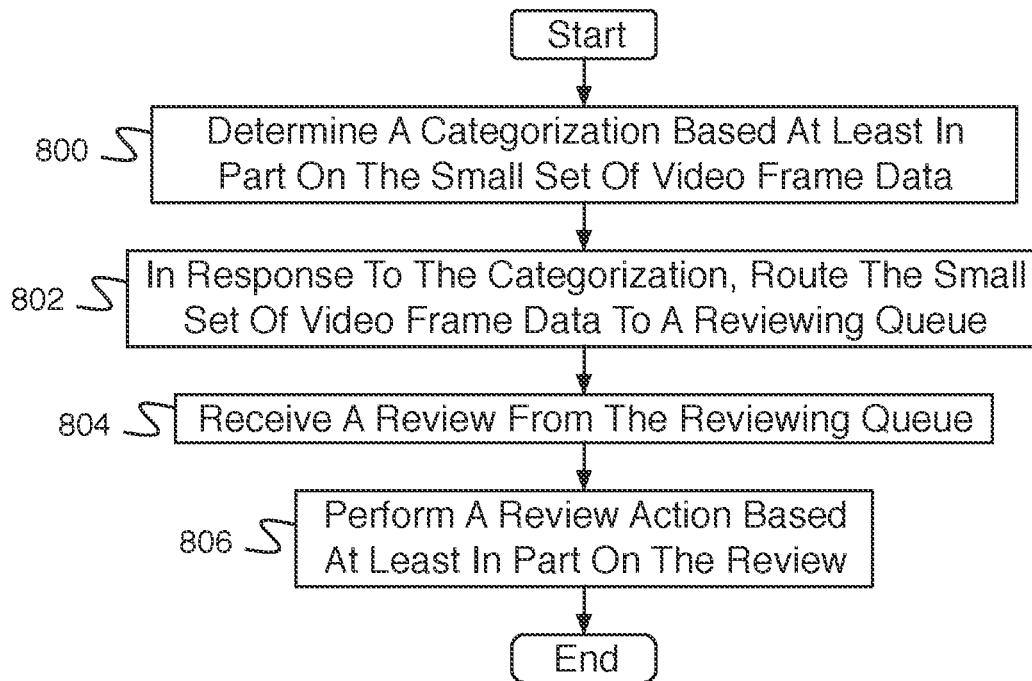 Start
800
Determine A Categorization Based At Least In
Part On The Small Set Of Video Frame Data
802
In Response To The Categorization, Route The Small
Set Of Video Frame Data To A Reviewing Queue
804
Receive A Review From The Reviewing Queue
806
Perform A Review Action Based
At Least In Part On The Review
End